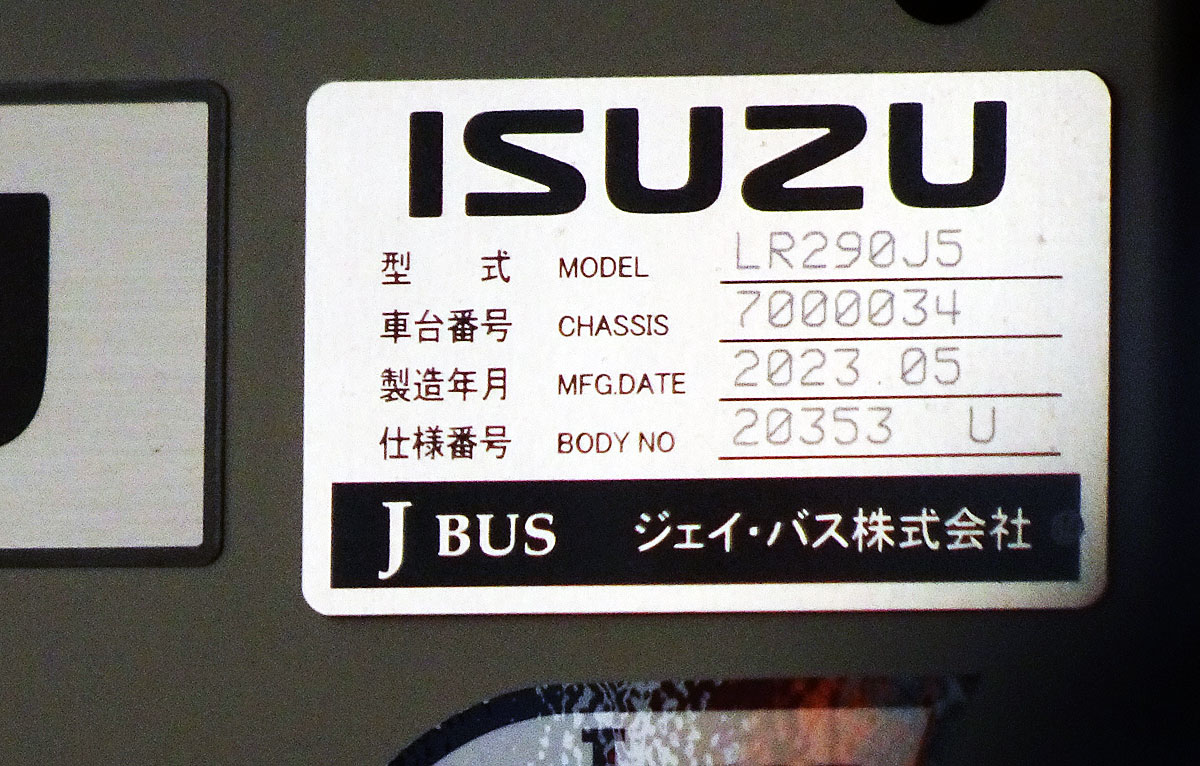 ISUZU
型 式 MODEL LR290J5
車台番号 CHASSIS 7000034
製造年月 MFG.DATE 2023.05
仕様番号 BODY NO 20353 U
J BUS ジェイ・バス株式会社